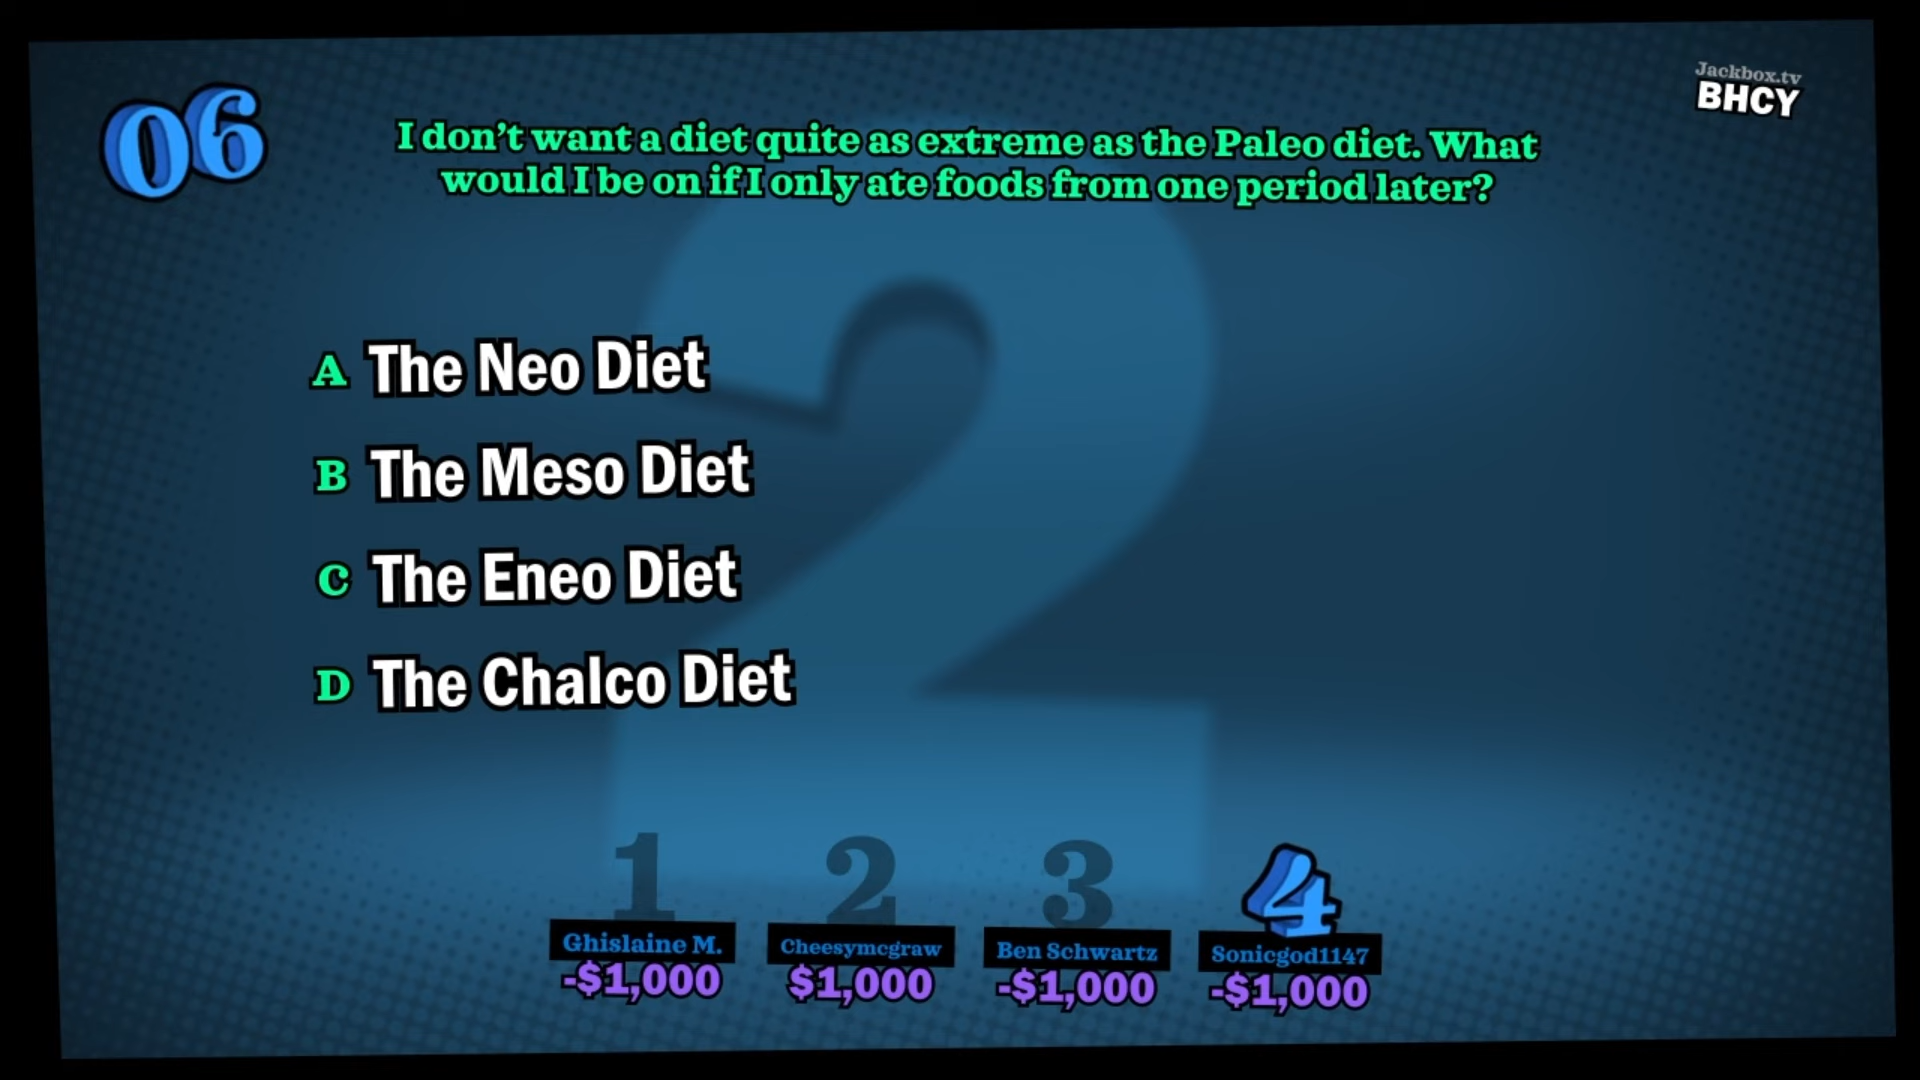 06
Jackbox.tv
BHCY
I don't want a diet quite as extreme as the Paleo diet. What
would I be on if I only ate foods from one period later?
2
A The Neo Diet
B The Meso Diet
C The Eneo Diet
D The Chalco Diet
1 2 3 4
Ghislaine M. Cheesymcgraw Ben Schwartz Sonicgod1147
-$1,000 $1,000 -$1,000 -$1,000